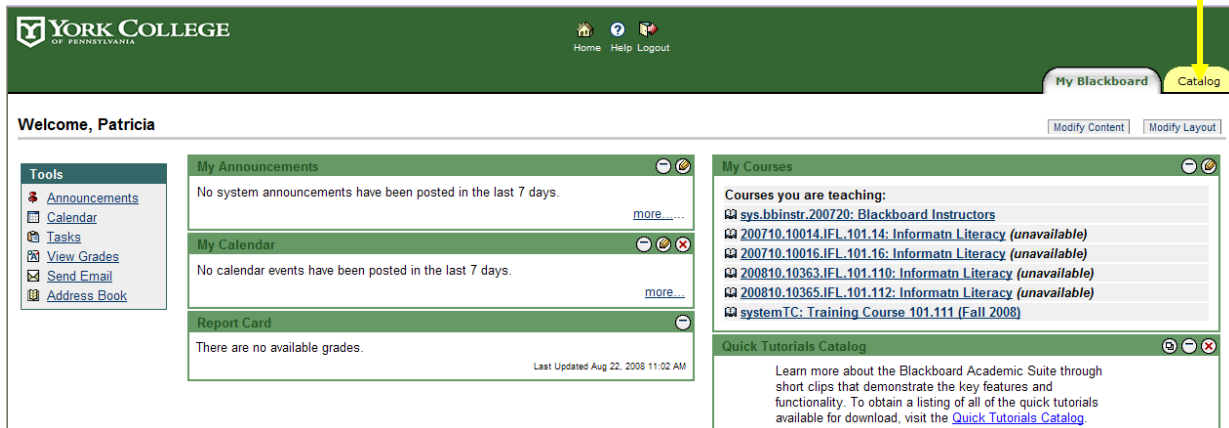 YORK COLLEGE
OF PENNSYLVANIA
Home Help Logout
My Blackboard Catalog
Welcome, Patricia
Modify Content Modify Layout
Tools
Announcements
Calendar
Tasks
View Grades
Send Email
Address Book
My Announcements
No system announcements have been posted in the last 7 days.
more......
My Calendar
No calendar events have been posted in the last 7 days.
more...
Report Card
There are no available grades.
Last Updated Aug 22, 2008 11:02 AM
My Courses
Courses you are teaching:
sys.bbinstr.200720: Blackboard Instructors
200710.10014.IFL.101.14: Informatn Literacy (unavailable)
200710.10016.IFL.101.16: Informatn Literacy (unavailable)
200810.10363.IFL.101.110: Informatn Literacy (unavailable)
200810.10365.IFL.101.112: Informatn Literacy (unavailable)
systemTC: Training Course 101.111 (Fall 2008)
Quick Tutorials Catalog
Learn more about the Blackboard Academic Suite through
short clips that demonstrate the key features and
functionality. To obtain a listing of all of the quick tutorials
available for download, visit the Quick Tutorials Catalog.